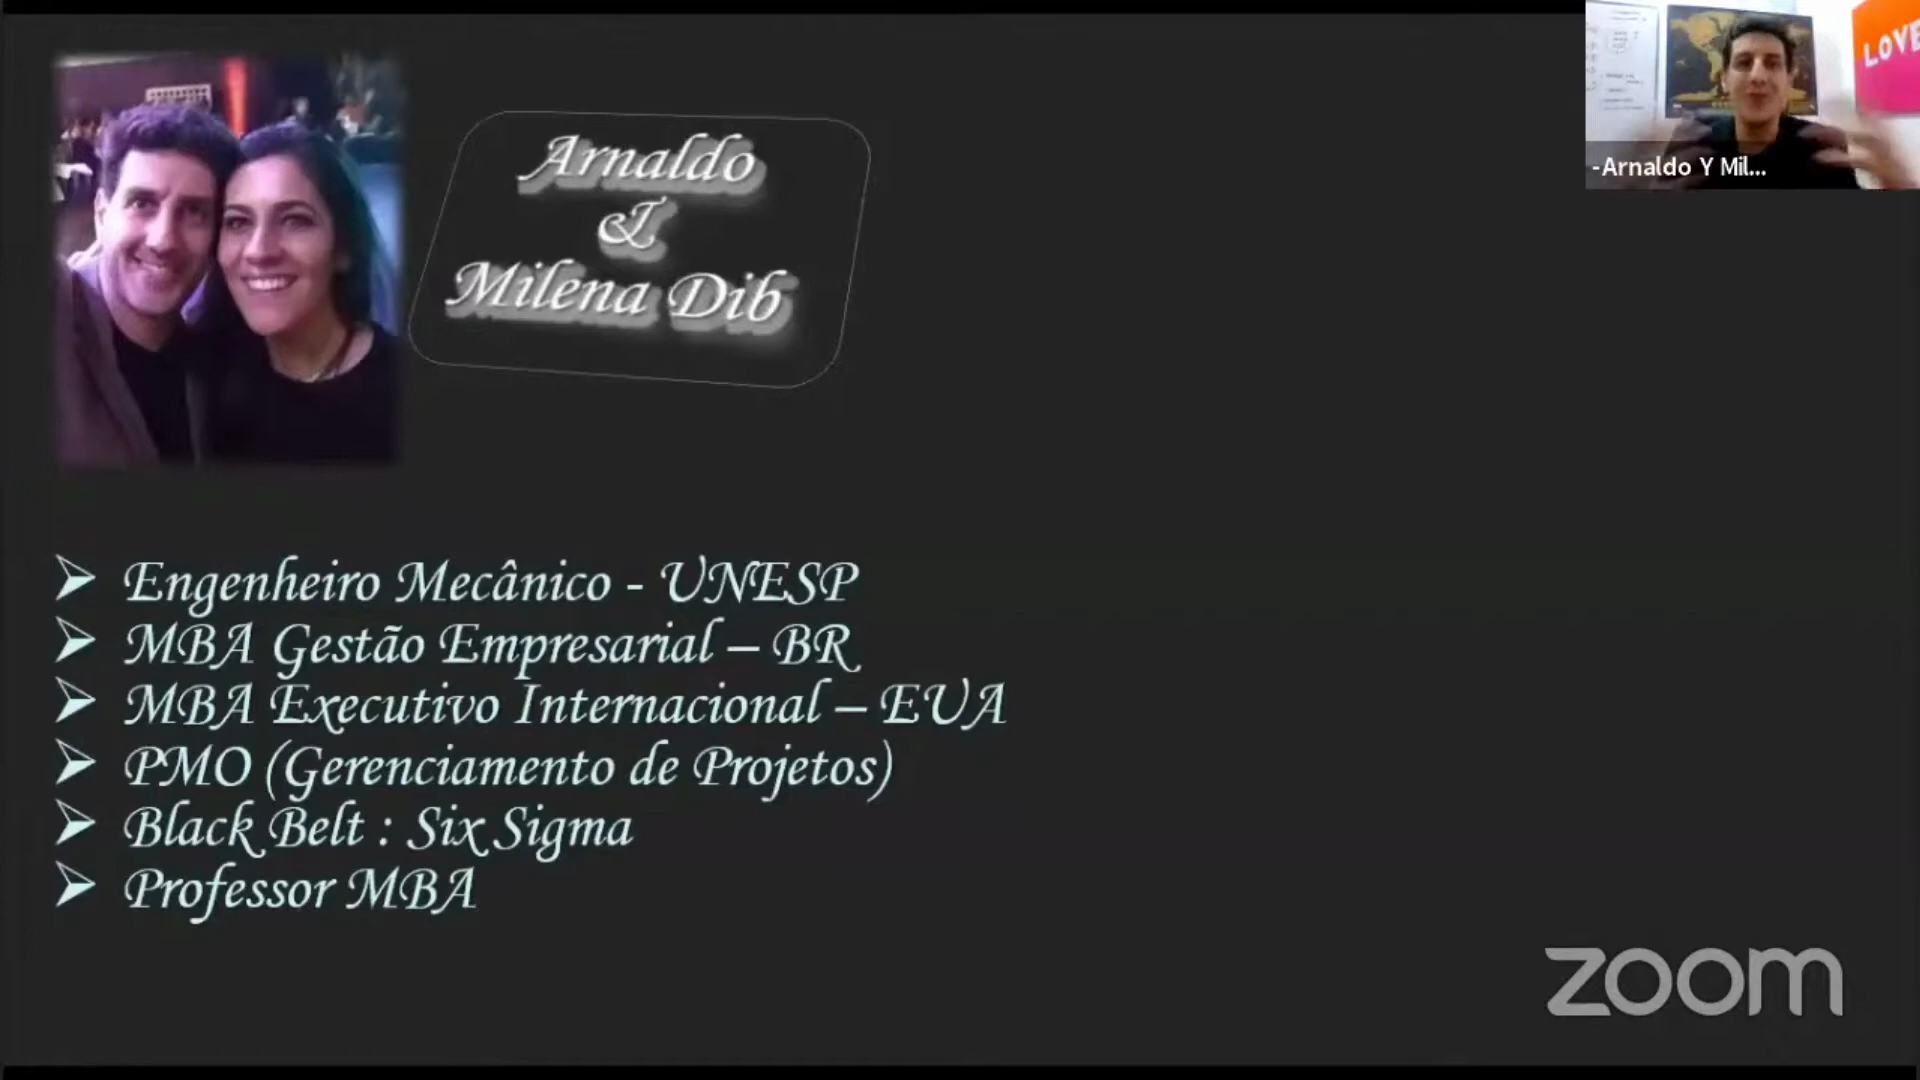 Arnaldo
&
Milena Dib
LOVE
-Arnaldo Y Mil...
Engenheiro Mecânico - UNESP
MBA Gestão Empresarial – BR
MBA Executivo Internacional – EUA
PMO (Gerenciamento de Projetos)
Black Belt : Six Sigma
Professor MBA
zoom